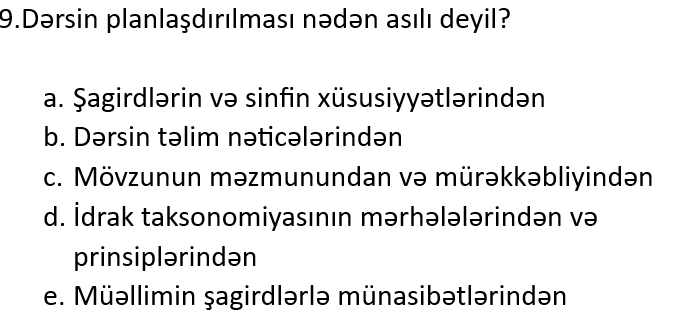 9.Dərsin planlaşdırılması nədən asılı deyil?
a. Şagirdlərin və sinfin xüsusiyyətlərindən
b. Dərsin təlim nəticələrindən
c. Mövzunun məzmunundan və mürəkkəbliyindən
d. İdrak taksonomiyasının mərhələlərindən və
prinsiplərindən
e. Müəllimin şagirdlərlə münasibətlərindən